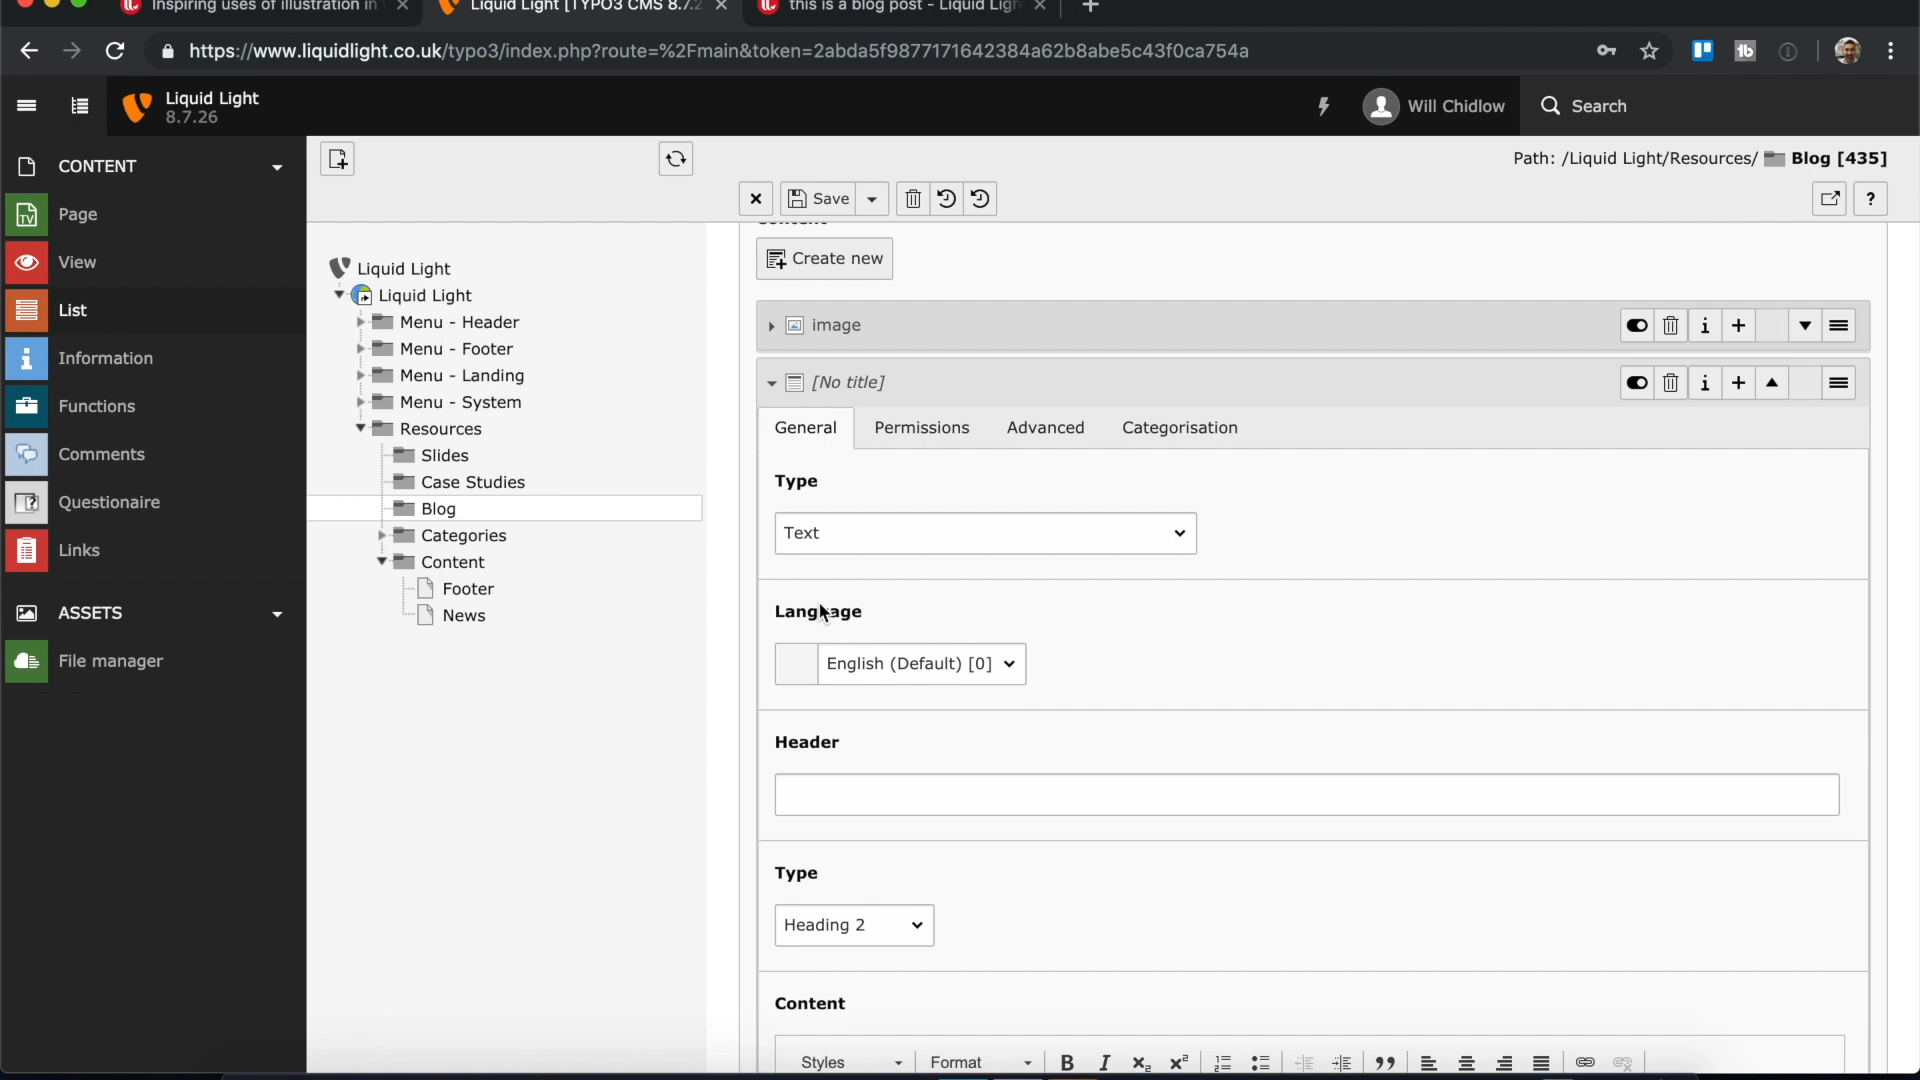 Inspiring uses of illustration in
Liquid Light [TYPO3 CMS 8.7.2
this is a blog post - Liquid Ligh
https://www.liquidlight.co.uk/typo3/index.php?route=%2Fmain&token=2abda5f9877171642384a62b8abe5c43f0ca754a
Liquid Light
8.7.26
Will Chidlow
Search
CONTENT
Page
View
List
Information
Functions
Comments
Questionaire
Links
ASSETS
File manager
Path: /Liquid Light/Resources/ Blog [435]
Save
?
Liquid Light
Liquid Light
Menu - Header
Menu - Footer
Menu - Landing
Menu - System
Resources
Slides
Case Studies
Blog
Categories
Content
Footer
News
Content
Create new
image
[No title]
General Permissions Advanced Categorisation
Type
Text
Language
English (Default) [0]
Header
Type
Heading 2
Content
Styles Format